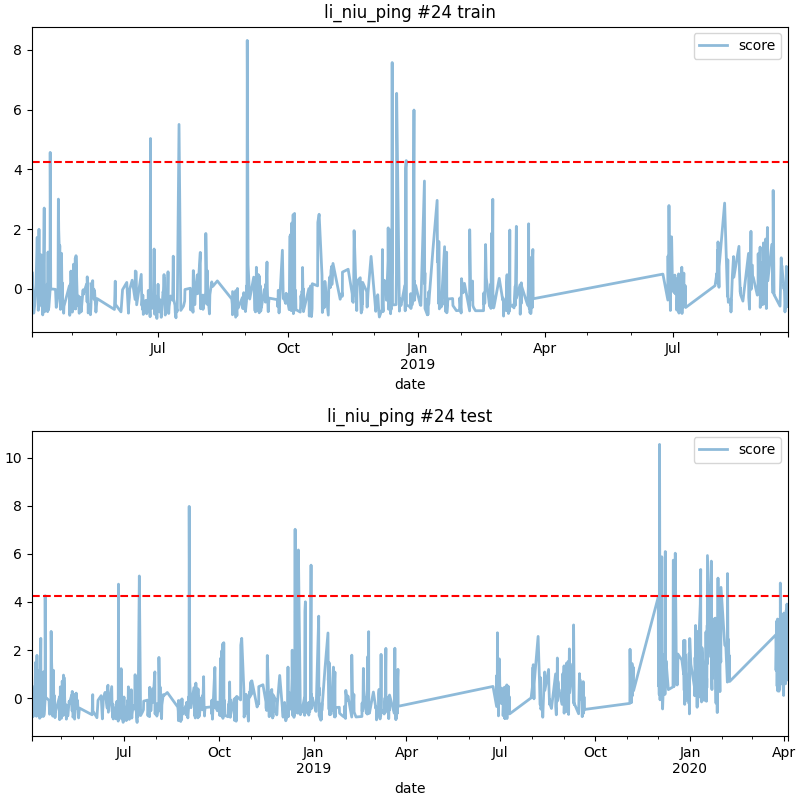 li_niu_ping #24 train
score
8
6
4
2
0
Jul
Oct
Jan
2019
Apr
Jul
date
li_niu_ping #24 test
score
10
8
6
4
2
0
Jul
Oct
Jan
2019
Apr
Jul
Oct
Jan
2020
Apr
date